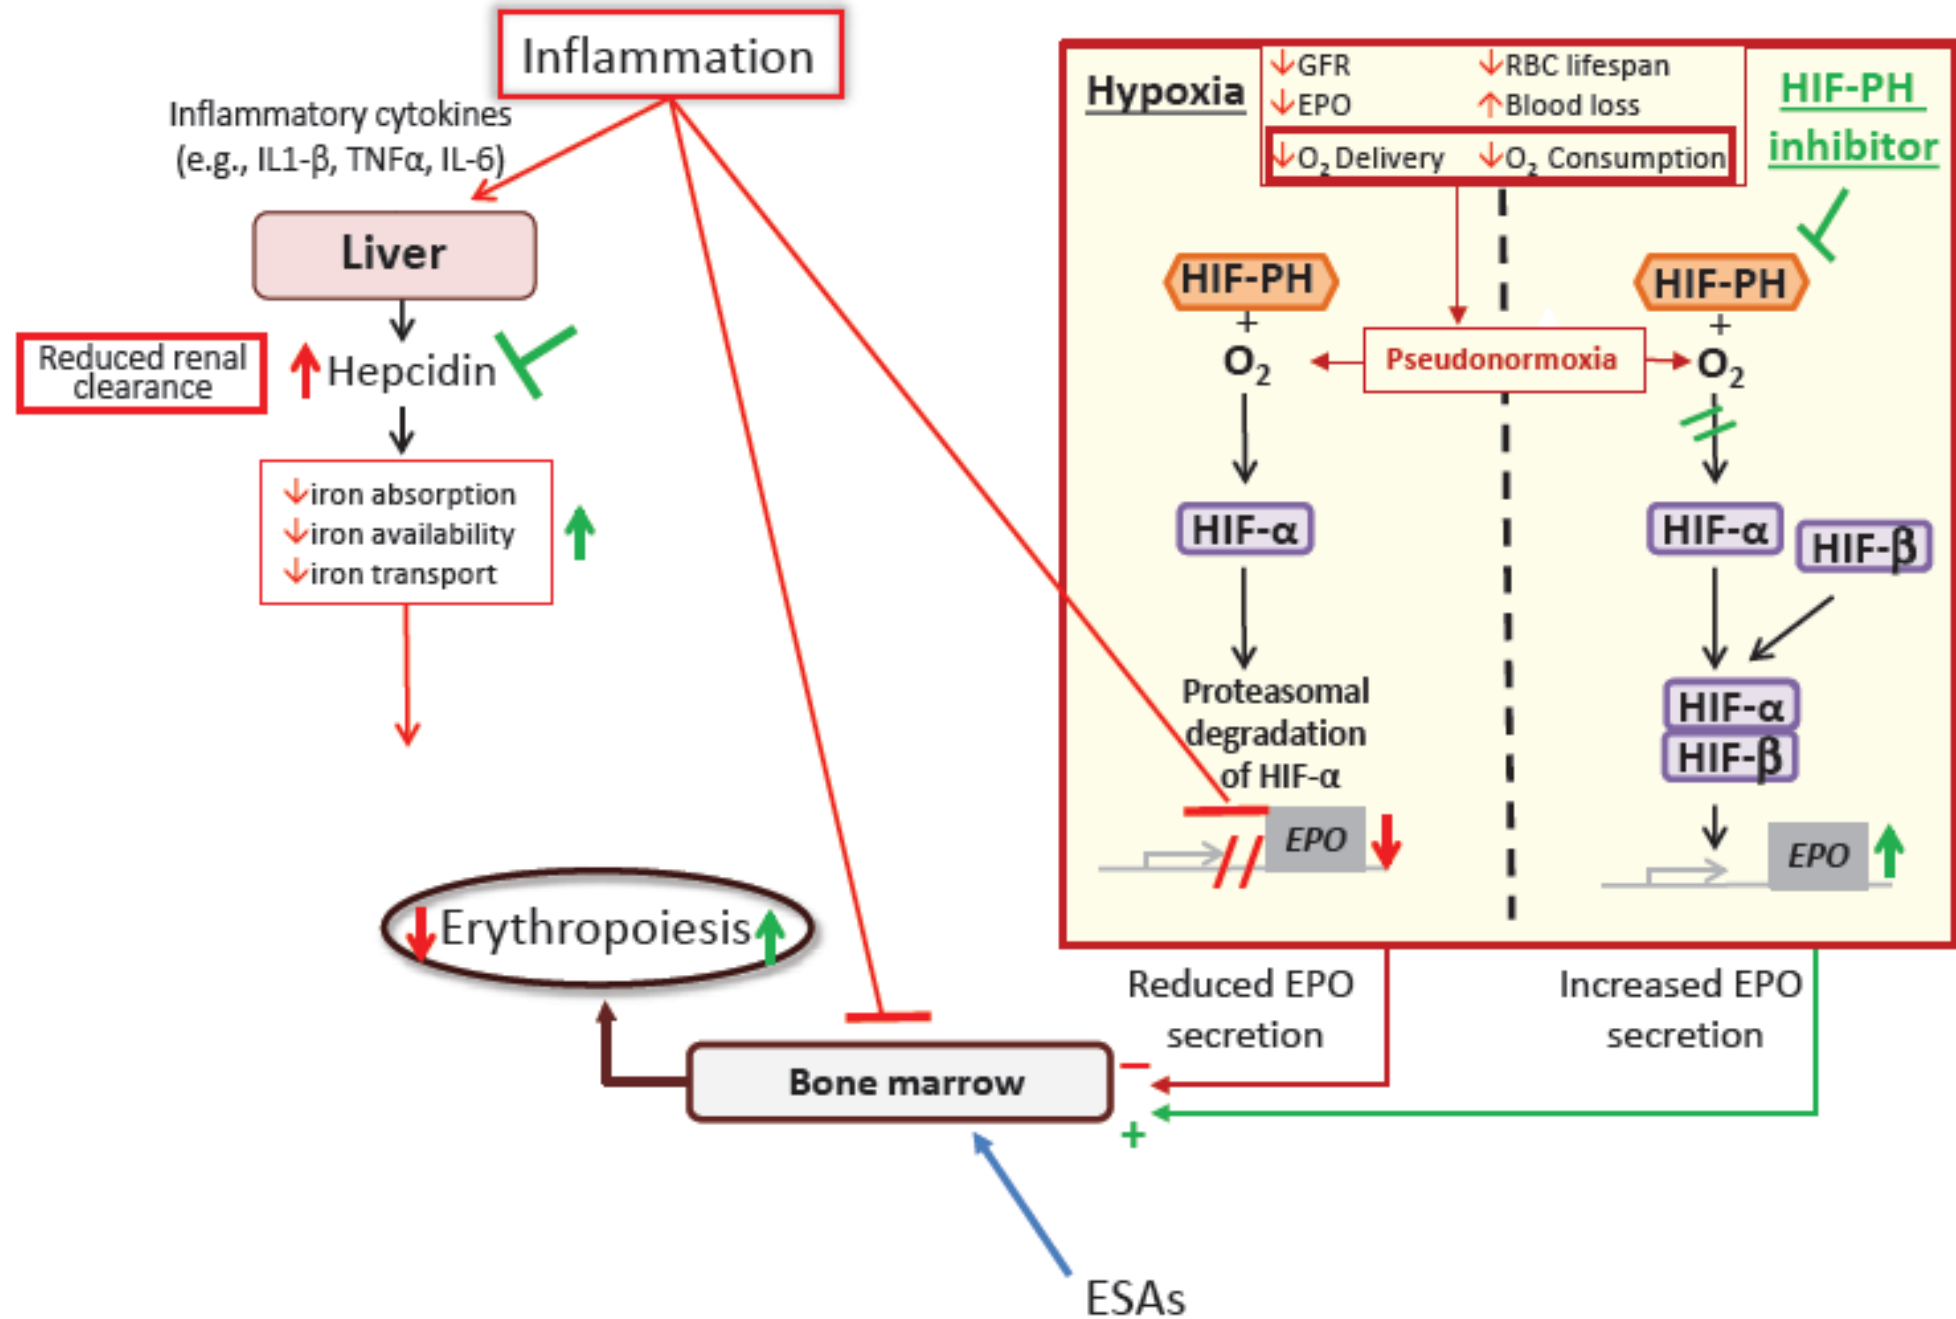 Inflammation
Inflammatory cytokines
(e.g., IL1-β, TNFα, IL-6)
Liver
Reduced renal
clearance
Hepcidin
↓iron absorption
↓iron availability
↓iron transport
Erythropoiesis
Bone marrow
ESAs
Hypoxia
↓GFR ↓RBC lifespan
↓EPO ↑Blood loss
↓O₂ Delivery ↓O₂ Consumption
HIF-PH
inhibitor
HIF-PH
+
O₂
Pseudonormoxia
HIF-α
Proteasomal
degradation
of HIF-α
EPO
HIF-PH
+
O₂
HIF-α
HIF-β
HIF-α
HIF-β
EPO
Reduced EPO
secretion
Increased EPO
secretion
−
+